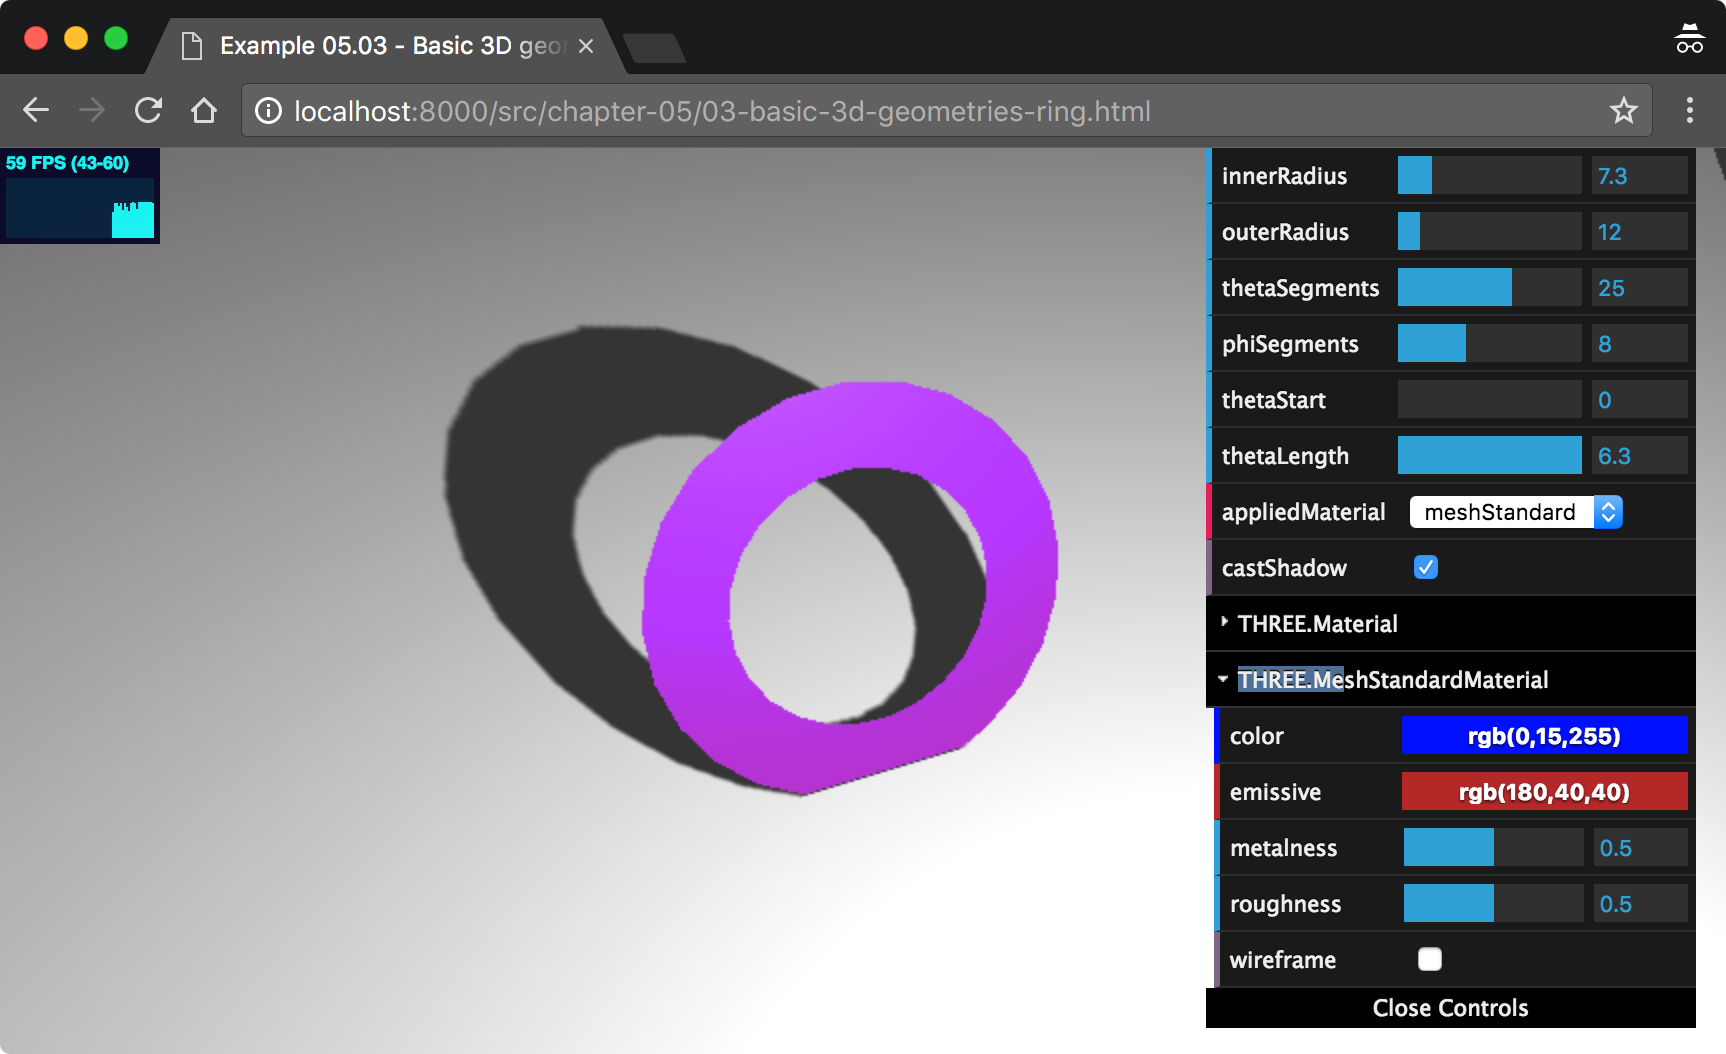 Example 05.03 - Basic 3D geor
localhost:8000/src/chapter-05/03-basic-3d-geometries-ring.html
59 FPS (43-60)
innerRadius 7.3
outerRadius 12
thetaSegments 25
phiSegments 8
thetaStart 0
thetaLength 6.3
appliedMaterial meshStandard
castShadow
THREE.Material
THREE.MeshStandardMaterial
color rgb(0,15,255)
emissive rgb(180,40,40)
metalness 0.5
roughness 0.5
wireframe
Close Controls